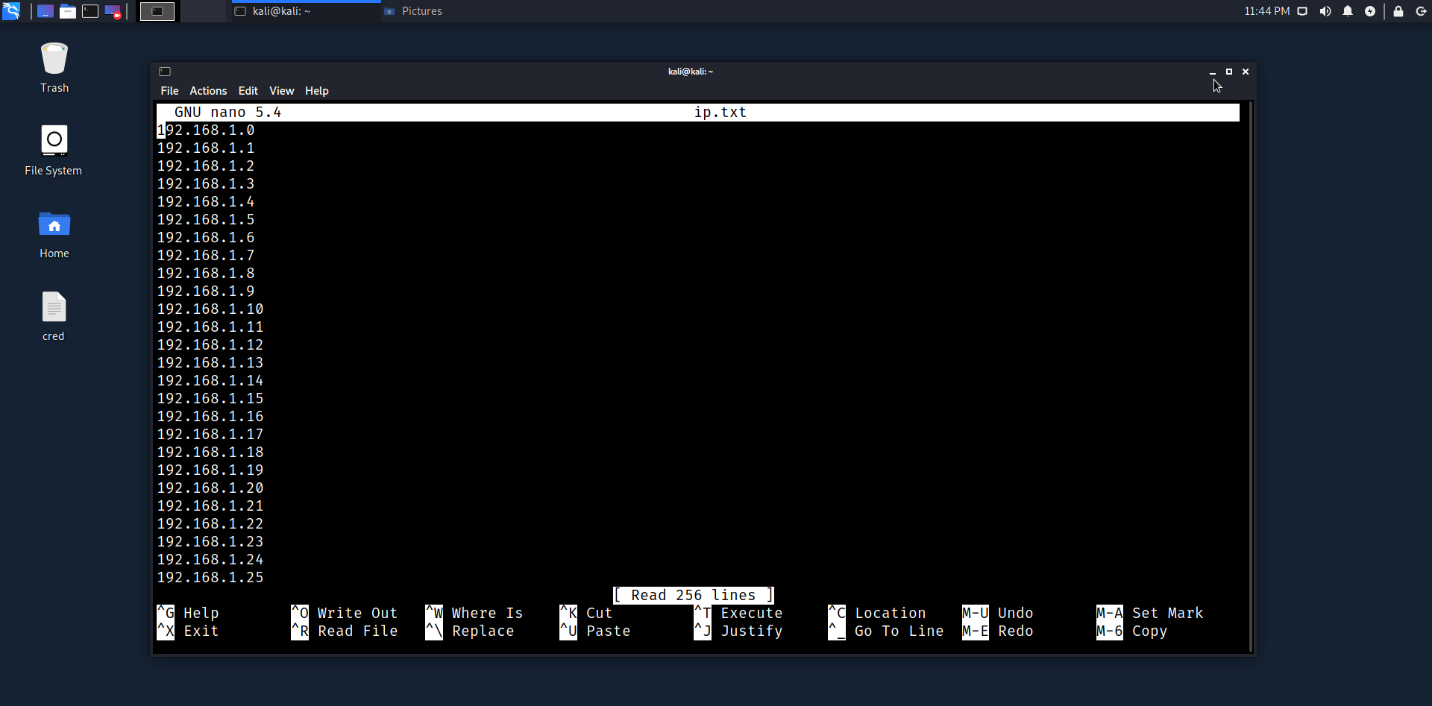 kali@kali: ~
Pictures
11:44 PM
Trash
File System
Home
cred
kali@kali: ~
File Actions Edit View Help
GNU nano 5.4 ip.txt
192.168.1.0
192.168.1.1
192.168.1.2
192.168.1.3
192.168.1.4
192.168.1.5
192.168.1.6
192.168.1.7
192.168.1.8
192.168.1.9
192.168.1.10
192.168.1.11
192.168.1.12
192.168.1.13
192.168.1.14
192.168.1.15
192.168.1.16
192.168.1.17
192.168.1.18
192.168.1.19
192.168.1.20
192.168.1.21
192.168.1.22
192.168.1.23
192.168.1.24
192.168.1.25
[ Read 256 lines ]
^G Help ^O Write Out ^W Where Is ^K Cut ^T Execute ^C Location M-U Undo M-A Set Mark
^X Exit ^R Read File ^\ Replace ^U Paste ^J Justify ^_ Go To Line M-E Redo M-6 Copy